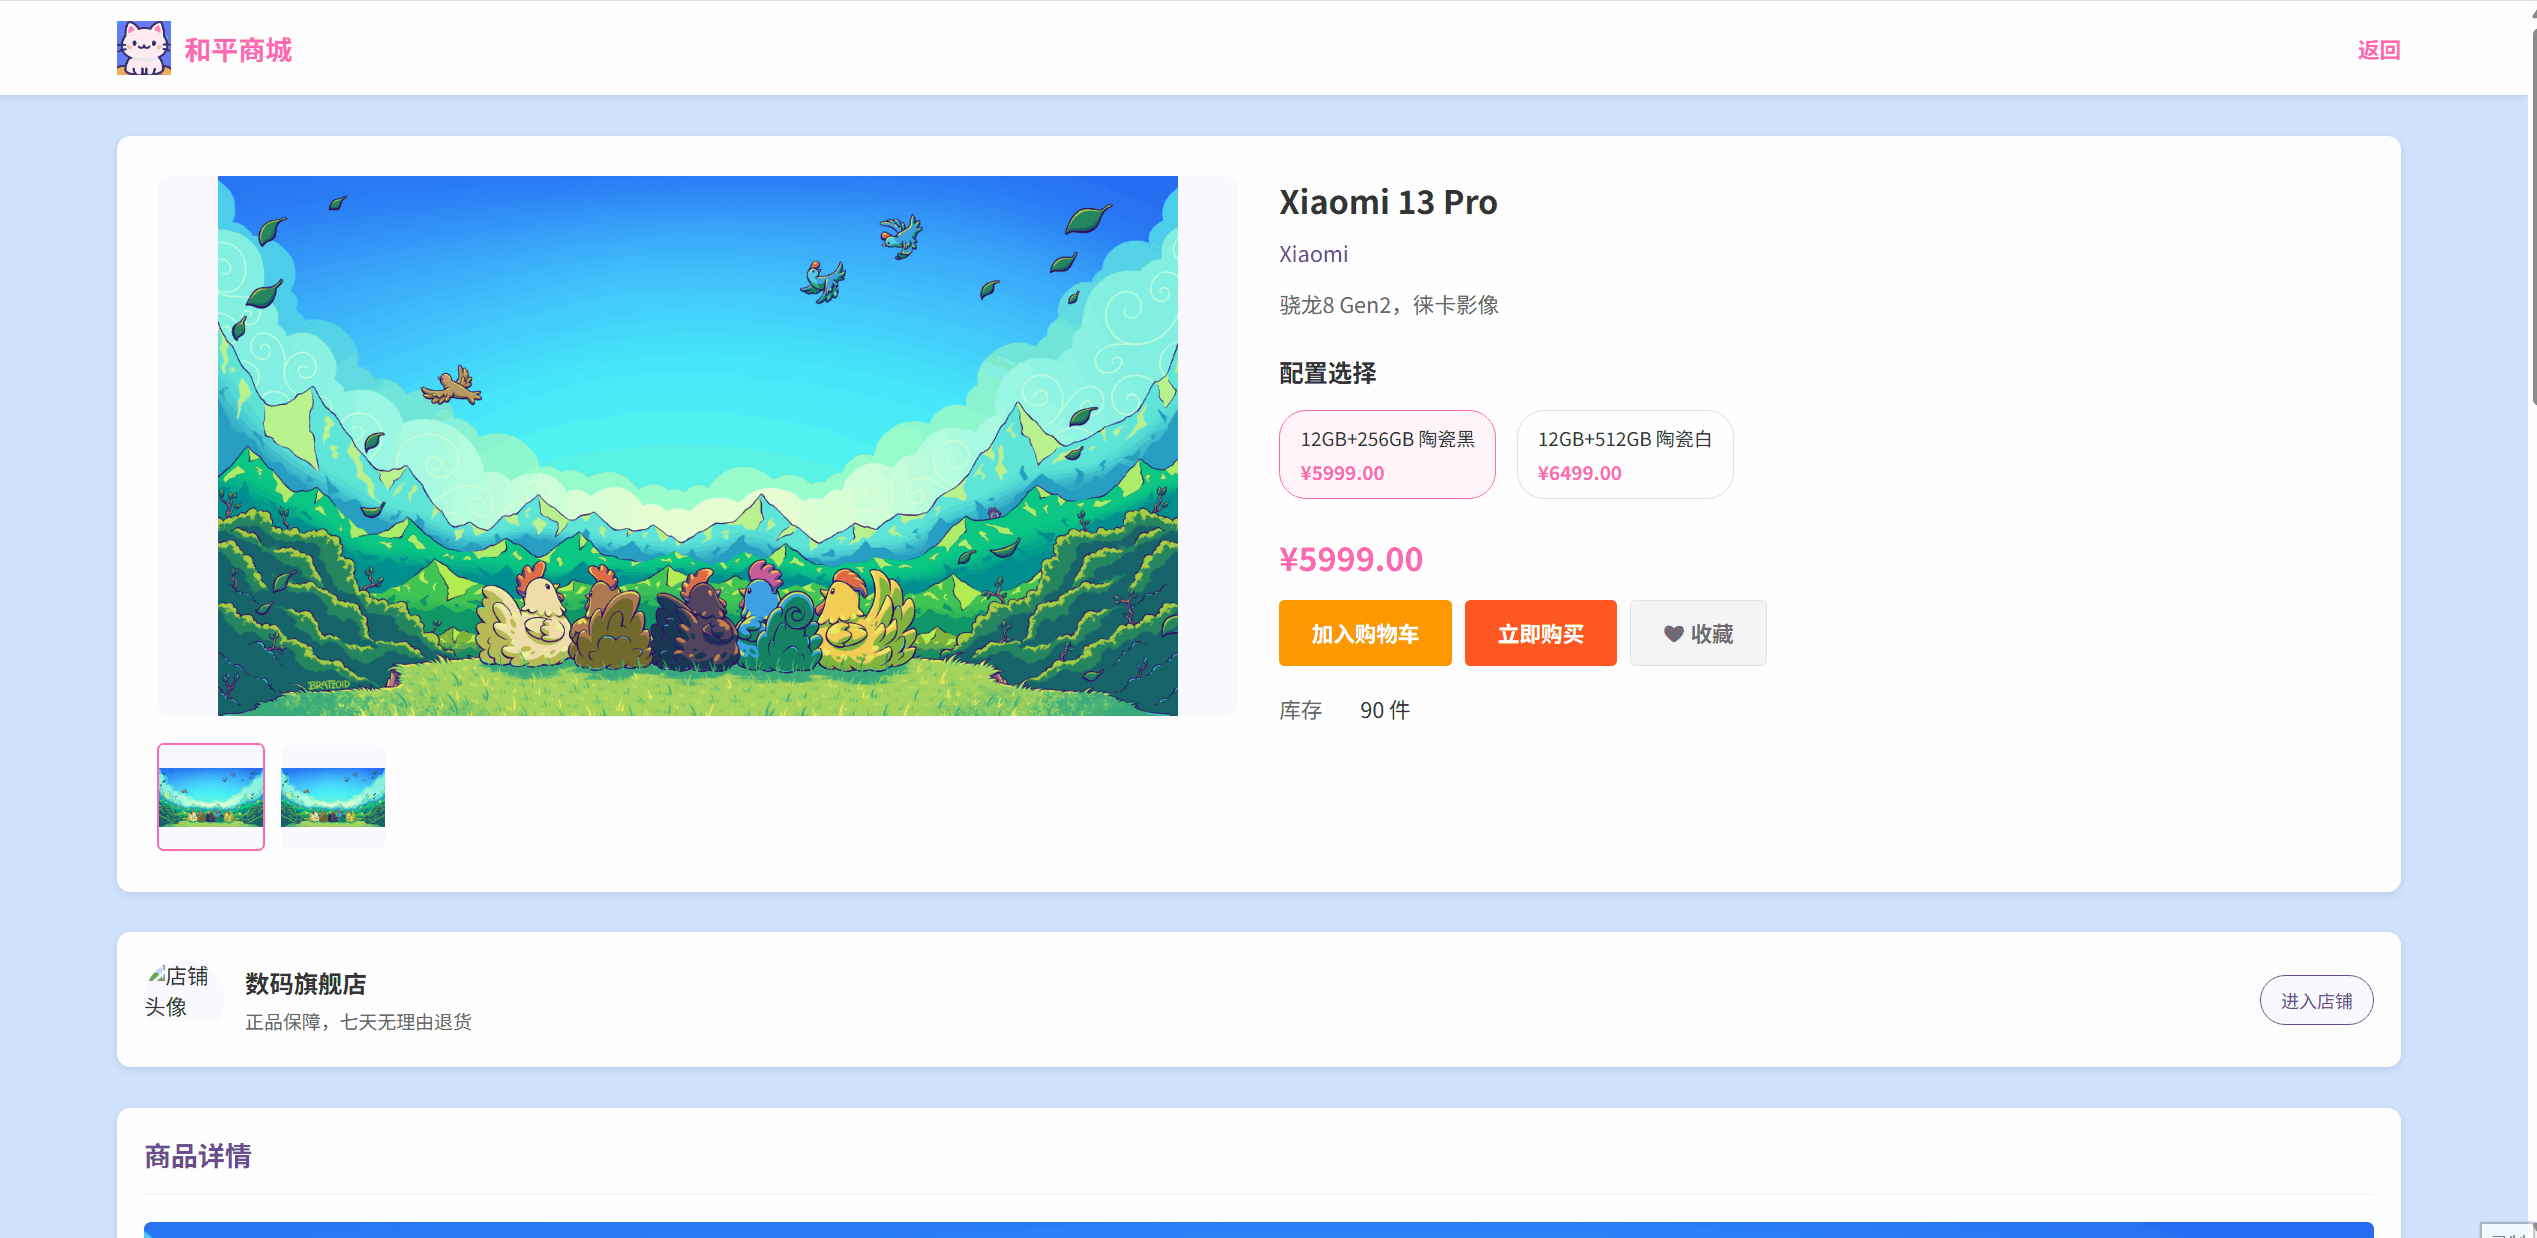 和平商城
返回
BRATZOID
Xiaomi 13 Pro
Xiaomi
骁龙8 Gen2，徕卡影像
配置选择
12GB+256GB 陶瓷黑
¥5999.00
12GB+512GB 陶瓷白
¥6499.00
¥5999.00
加入购物车
立即购买
收藏
库存 90 件
店铺
头像
数码旗舰店
正品保障，七天无理由退货
进入店铺
商品详情